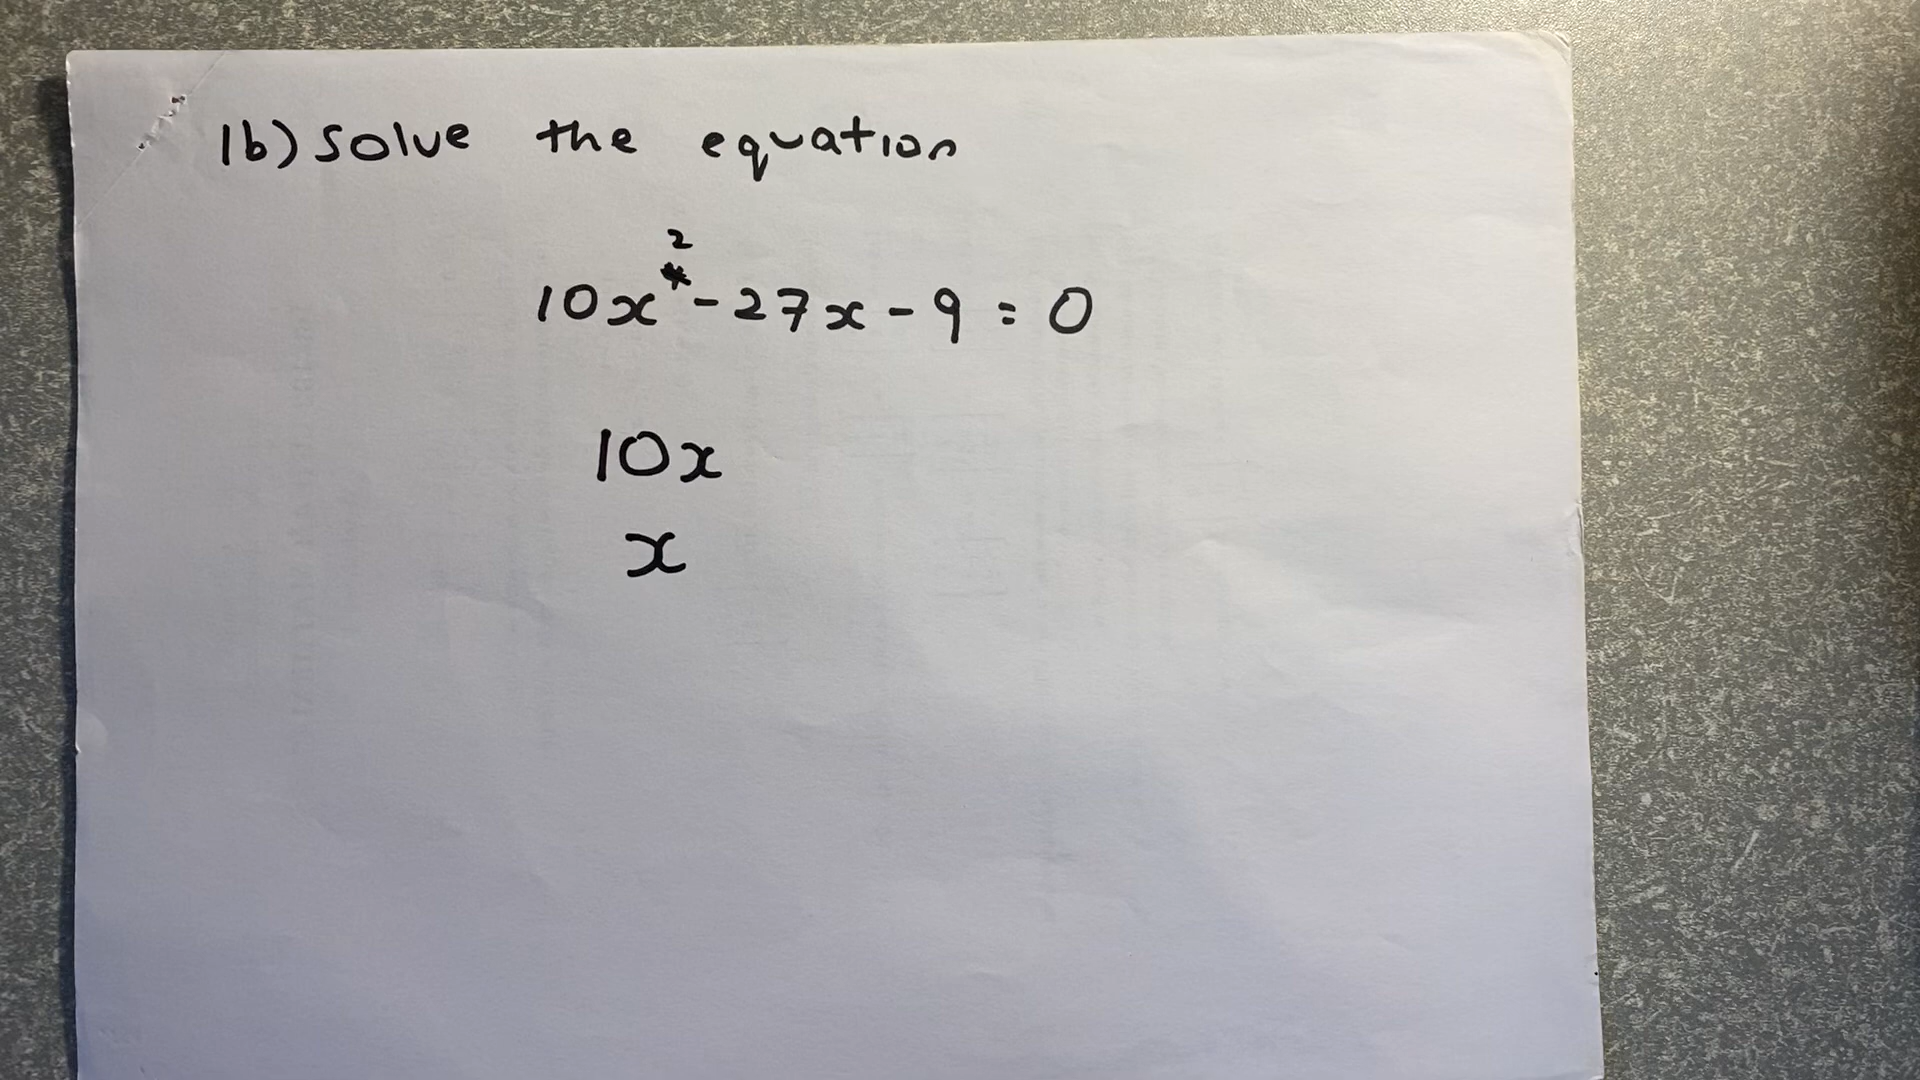 1b) Solve the equation
10x² - 27x - 9 = 0
10x
x